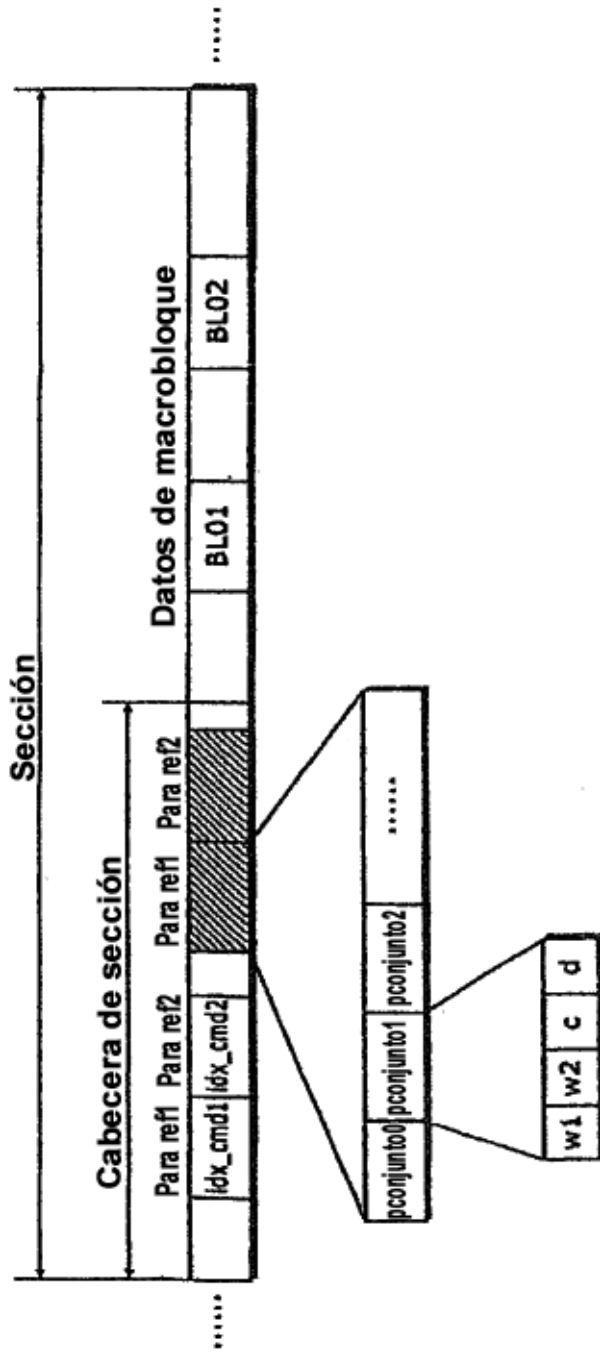 Sección
Cabecera de sección
Datos de macrobloque
Para ref1 Para ref2 Para ref1 Para ref2
...... idx_cmd1 idx_cmd2 BL01 BL02 ......
pconjunto0 pconjunto1 pconjunto2 ......
w1 w2 c d